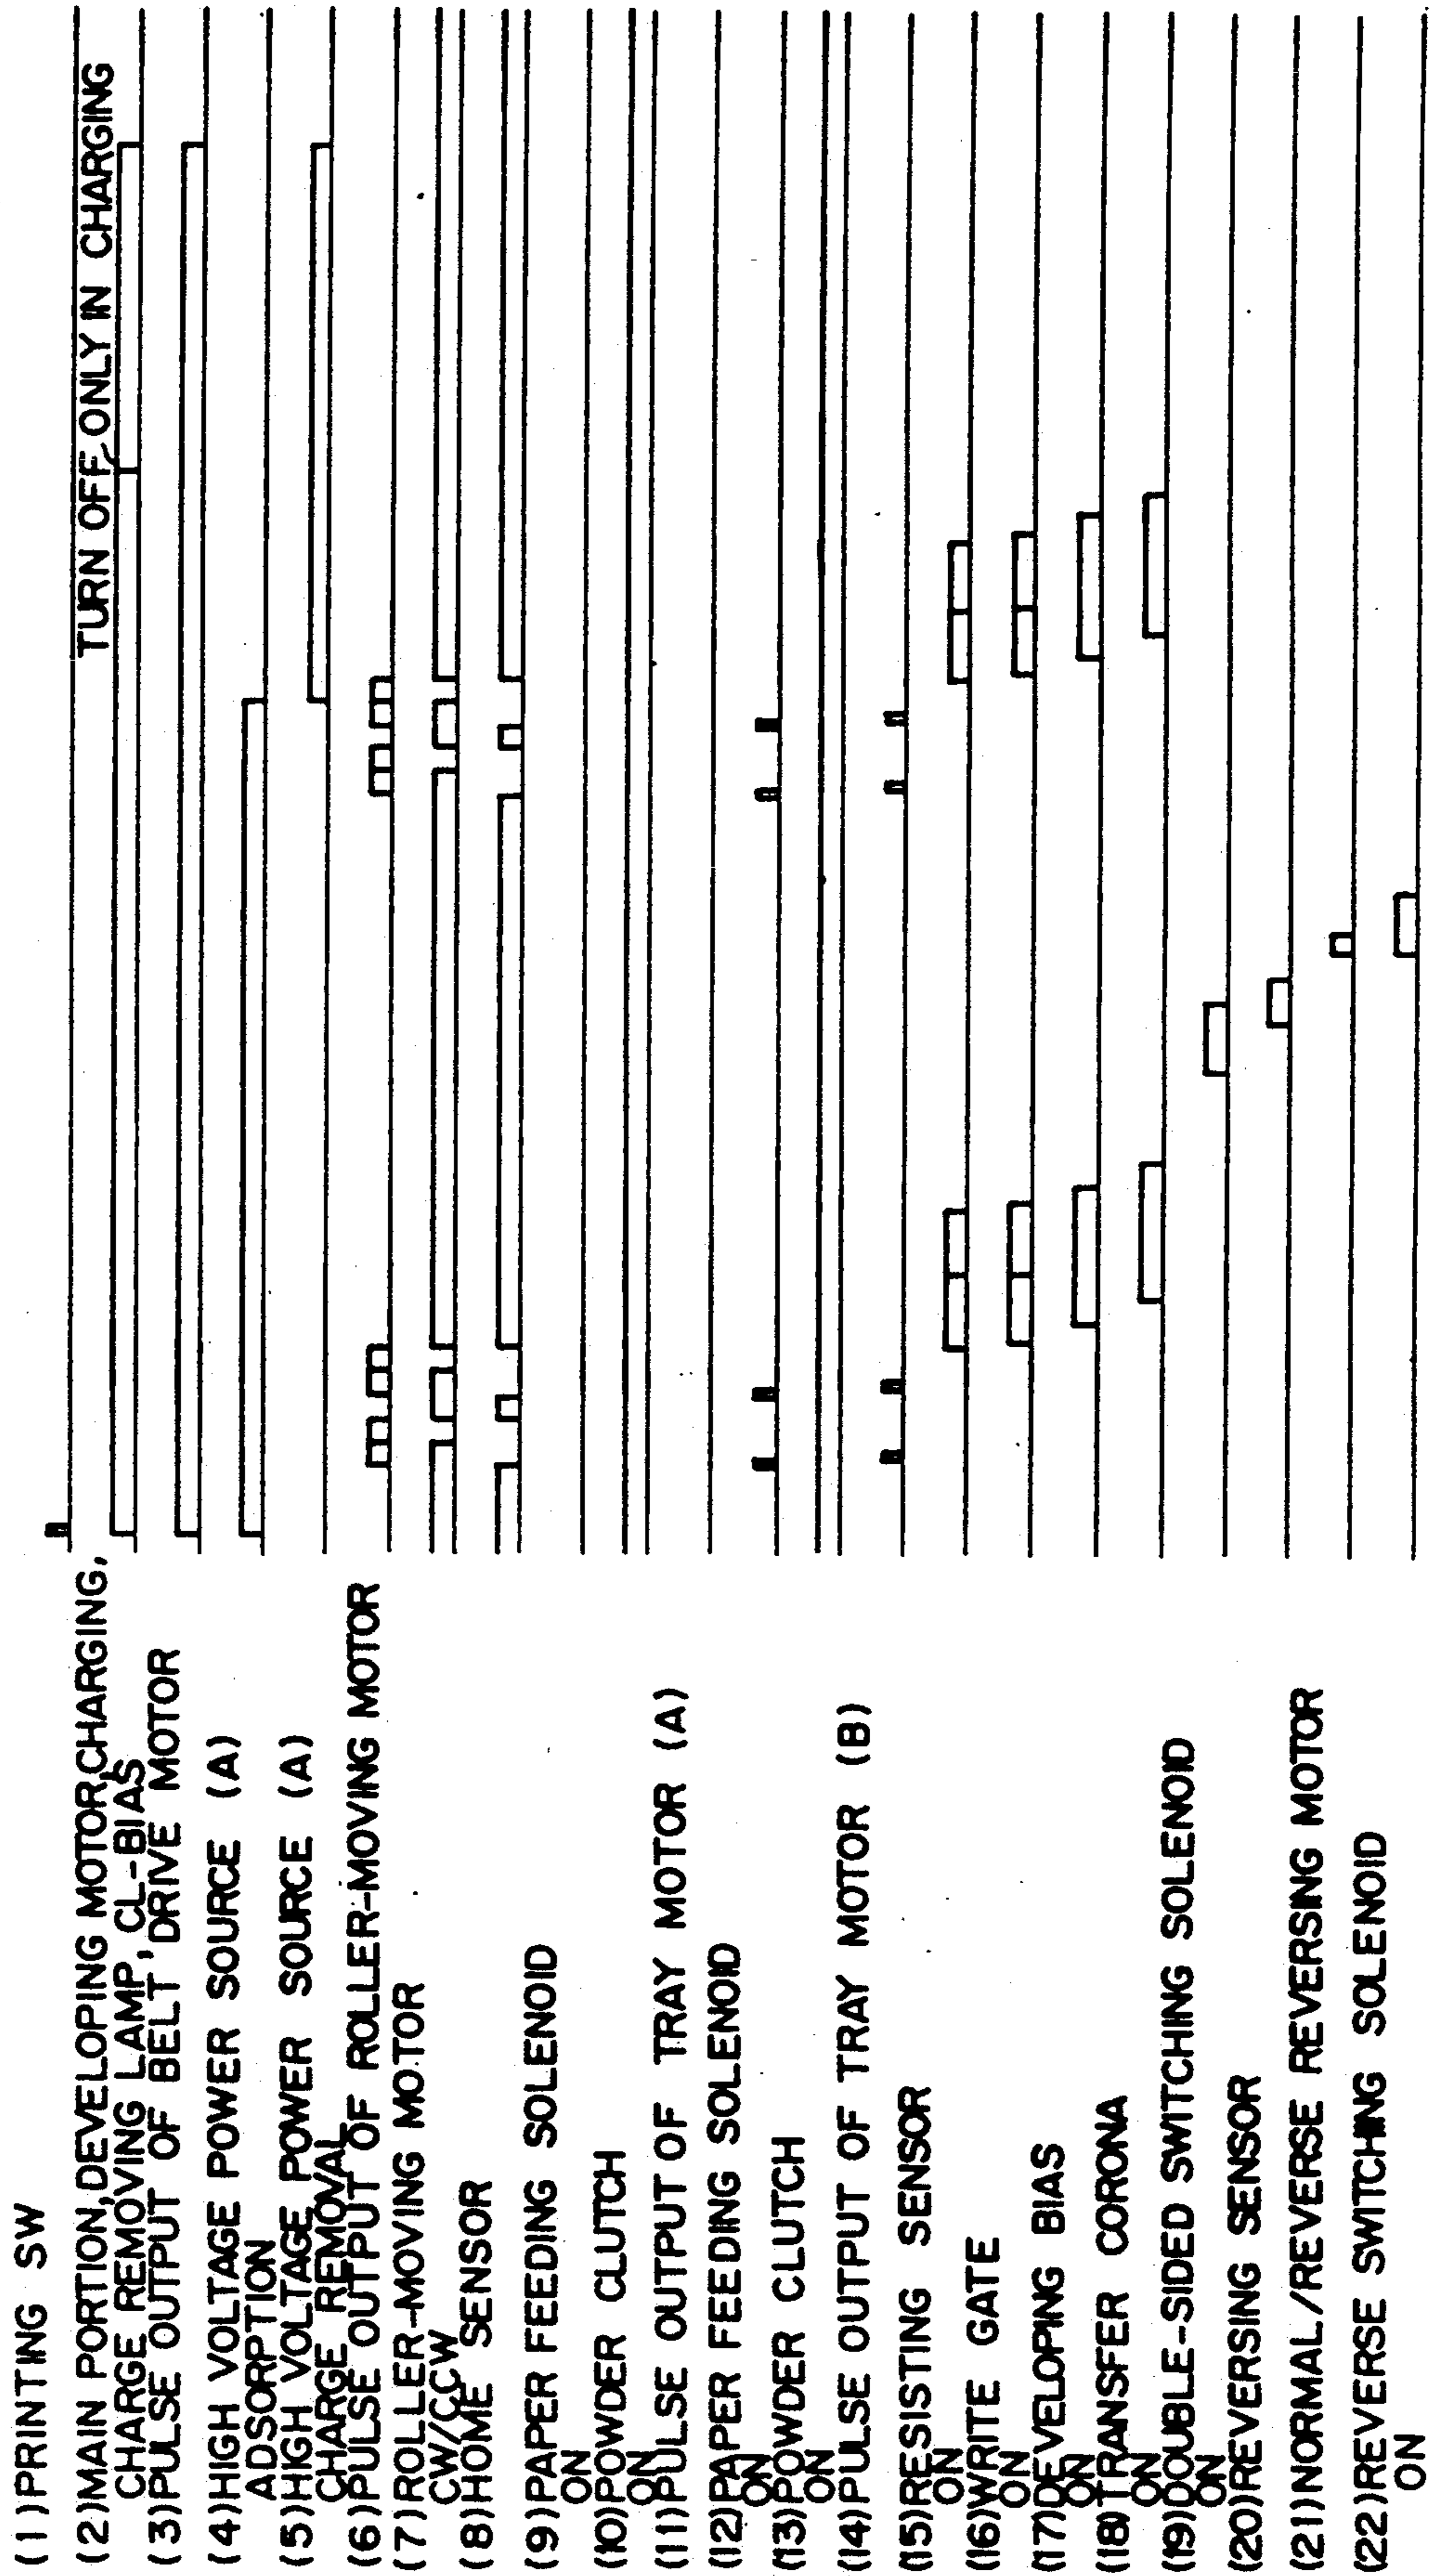 (1)PRINTING SW
(2)MAIN PORTION,DEVELOPING MOTOR,CHARGING,
CHARGE REMOVING LAMP, CL-BIAS
(3)PULSE OUTPUT OF BELT DRIVE MOTOR
(4)HIGH VOLTAGE POWER SOURCE (A)
ADSORPTION
(5)HIGH VOLTAGE POWER SOURCE (A)
CHARGE REMOVAL
(6)PULSE OUTPUT OF ROLLER-MOVING MOTOR
(7)ROLLER-MOVING MOTOR
CW/CCW
(8)HOME SENSOR
(9)PAPER FEEDING SOLENOID
ON
(10)POWDER CLUTCH
ON
(11)PULSE OUTPUT OF TRAY MOTOR (A)
(12)PAPER FEEDING SOLENOID
ON
(13)POWDER CLUTCH
ON
(14)PULSE OUTPUT OF TRAY MOTOR (B)
(15)RESISTING SENSOR
ON
(16)WRITE GATE
ON
(17)DEVELOPING BIAS
ON
(18)TRANSFER CORONA
ON
(19)DOUBLE-SIDED SWITCHING SOLENOID
ON
(20)REVERSING SENSOR
(21)NORMAL/REVERSE REVERSING MOTOR
(22)REVERSE SWITCHING SOLENOID
ON
TURN OFF ONLY IN CHARGING